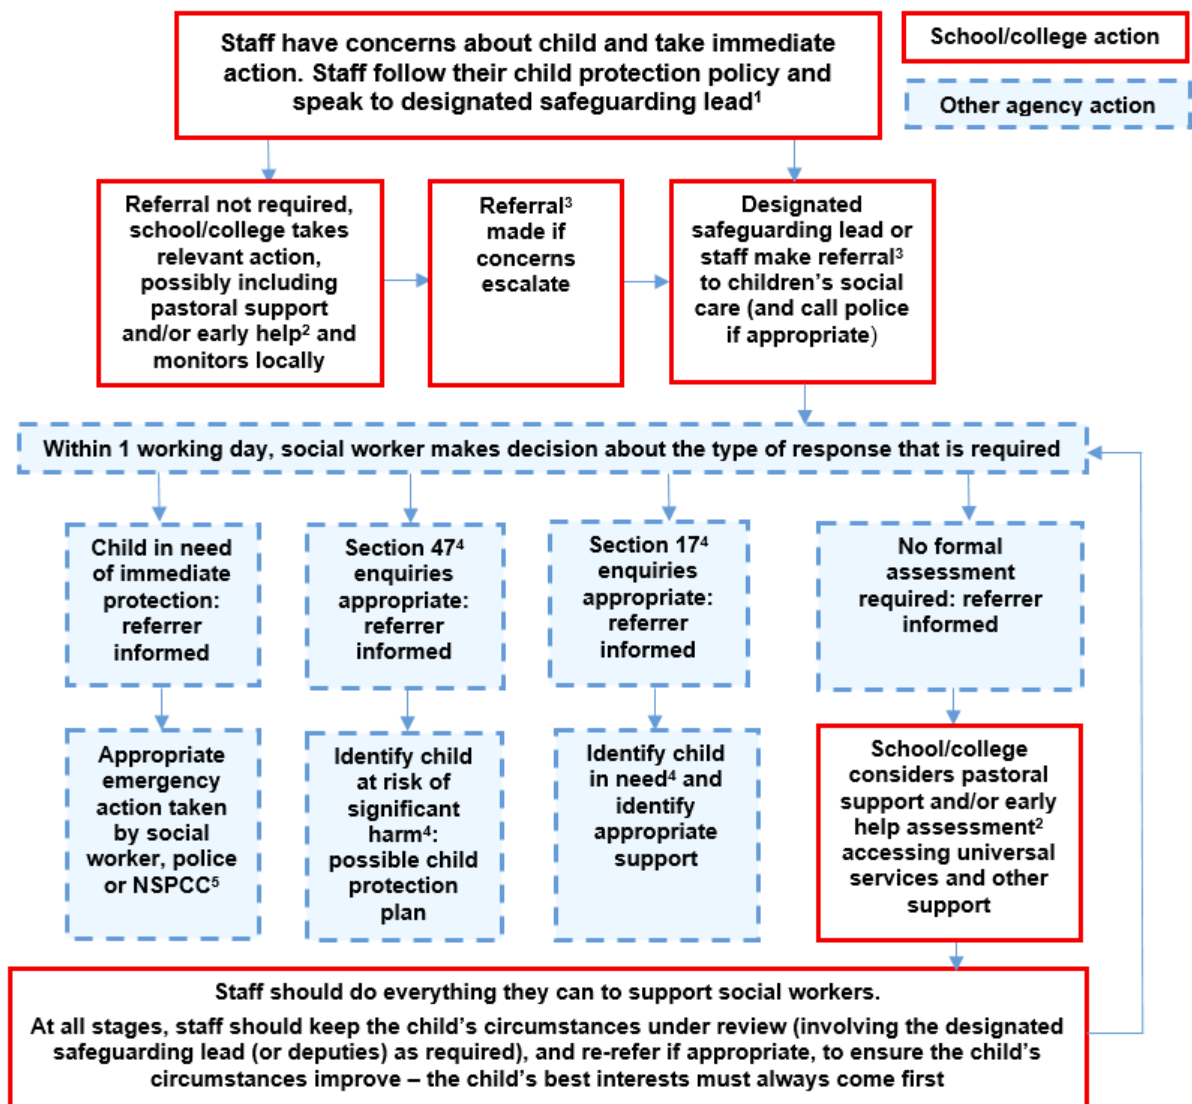 Staff have concerns about child and take immediate
action. Staff follow their child protection policy and
speak to designated safeguarding lead¹
School/college action
Other agency action
Referral not required,
school/college takes
relevant action,
possibly including
pastoral support
and/or early help² and
monitors locally
Referral³
made if
concerns
escalate
Designated
safeguarding lead or
staff make referral³
to children’s social
care (and call police
if appropriate)
Within 1 working day, social worker makes decision about the type of response that is required
Child in need
of immediate
protection:
referrer
informed
Section 47⁴
enquiries
appropriate:
referrer
informed
Section 17⁴
enquiries
appropriate:
referrer
informed
No formal
assessment
required: referrer
informed
Appropriate
emergency
action taken
by social
worker, police
or NSPCC⁵
Identify child
at risk of
significant
harm⁴:
possible child
protection
plan
Identify child
in need⁴ and
identify
appropriate
support
School/college
considers pastoral
support and/or early
help assessment²
accessing universal
services and other
support
Staff should do everything they can to support social workers.
At all stages, staff should keep the child’s circumstances under review (involving the designated
safeguarding lead (or deputies) as required), and re-refer if appropriate, to ensure the child’s
circumstances improve – the child’s best interests must always come first